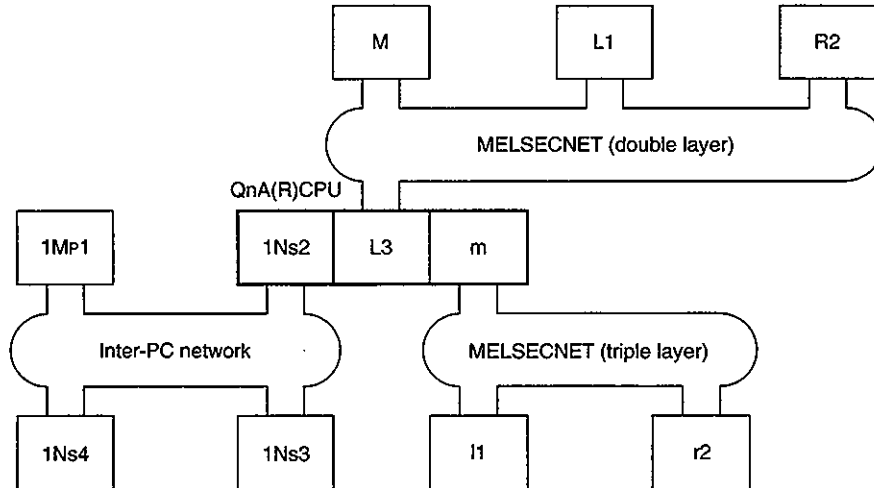 M
L1
R2
MELSECNET (double layer)
QnA(R)CPU
1MP1
1Ns2
L3
m
Inter-PC network
MELSECNET (triple layer)
1Ns4
1Ns3
l1
r2